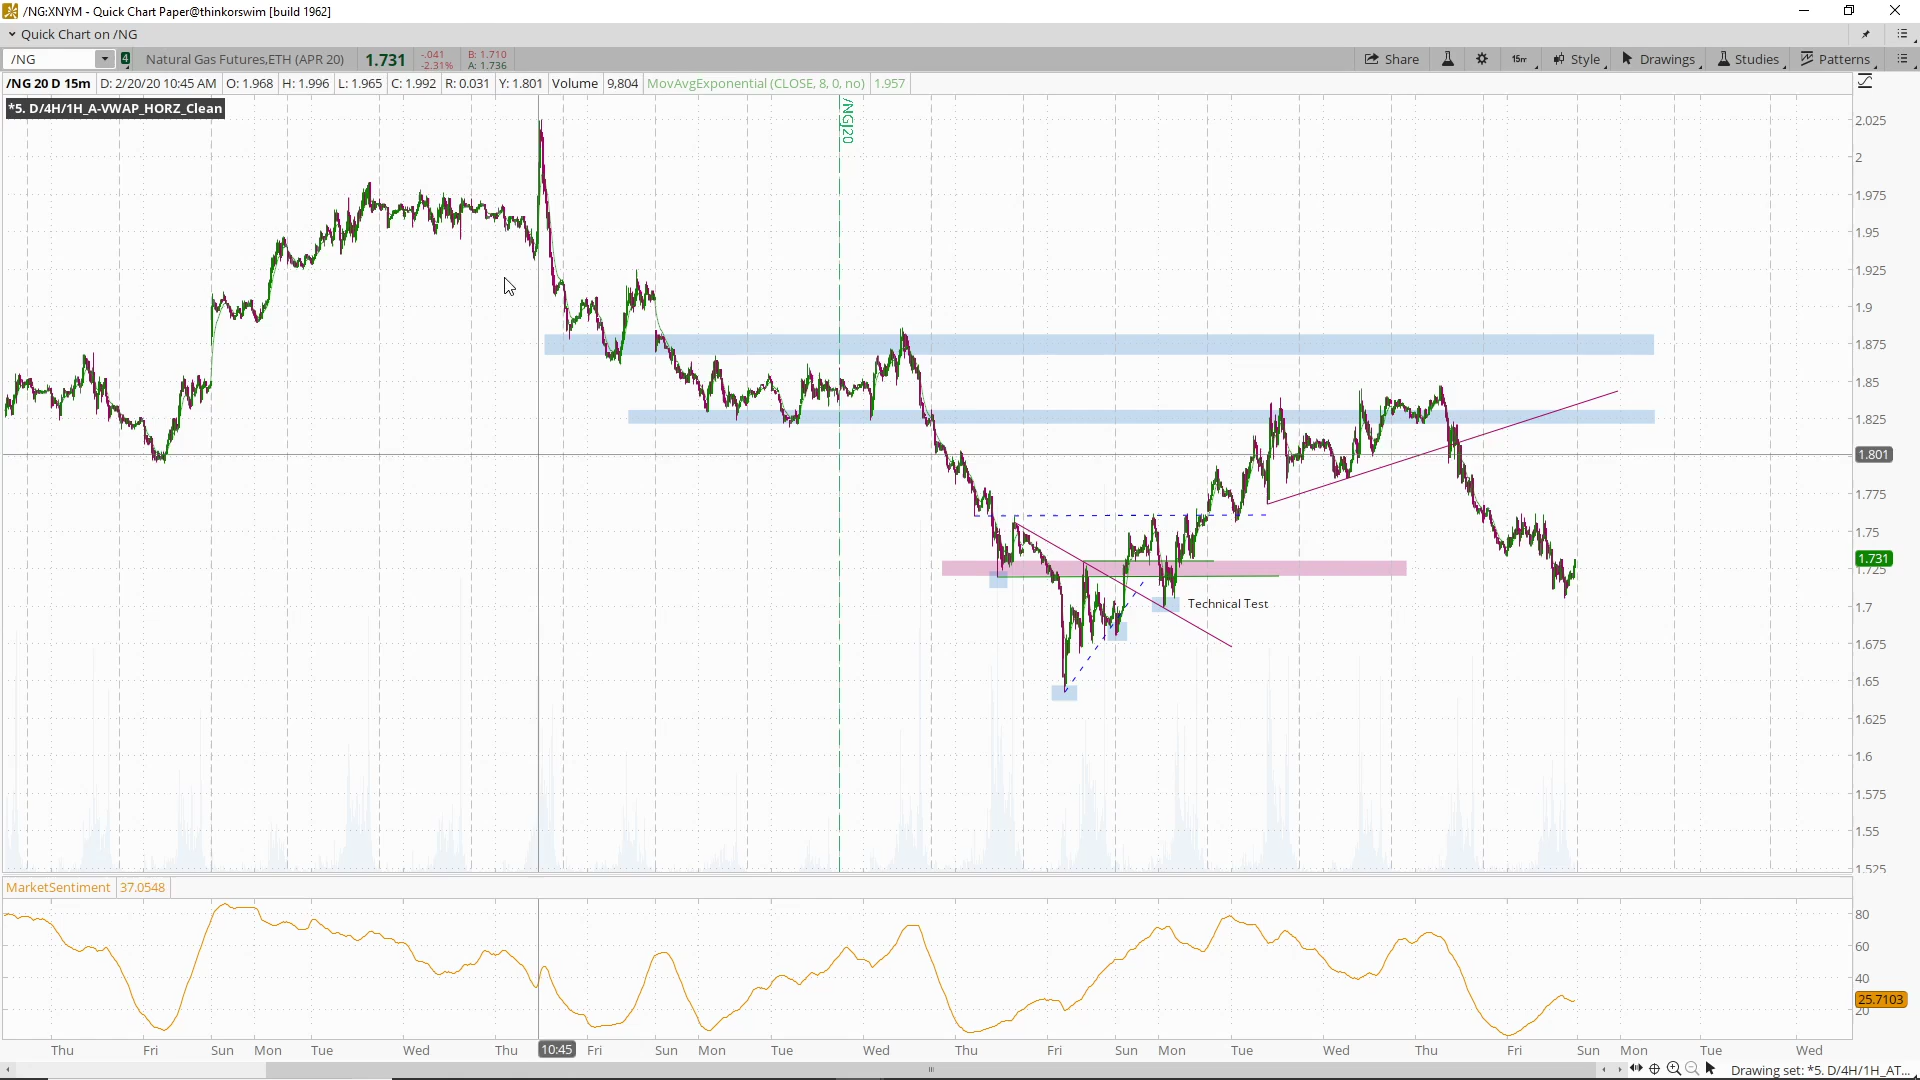 /NG:XNYM - Quick Chart Paper@thinkorswim [build 1962]
Quick Chart on /NG
/NG 4 Natural Gas Futures,ETH (APR 20) 1.731 -.041 B: 1.710 Share 15m Style Drawings Studies Patterns
-2.31% A: 1.736
/NG 20 D 15m D: 2/20/20 10:45 AM O: 1.968 H: 1.996 L: 1.965 C: 1.992 R: 0.031 Y: 1.801 Volume 9,804 MovAvgExponential (CLOSE, 8, 0, no) 1.957
*5. D/4H/1H_A-VWAP_HORZ_Clean
/NGJ20
2.025
2
1.975
1.95
1.925
1.9
1.875
1.85
1.825
1.801
1.775
1.75
1.731
1.725
Technical Test
1.7
1.675
1.65
1.625
1.6
1.575
1.55
1.525
MarketSentiment 37.0548
80
60
40
25.7103
20
Thu Fri Sun Mon Tue Wed Thu 10:45 Fri Sun Mon Tue Wed Thu Fri Sun Mon Tue Wed Thu Fri Sun Mon Tue Wed
Drawing set: *5. D/4H/1H_AT...